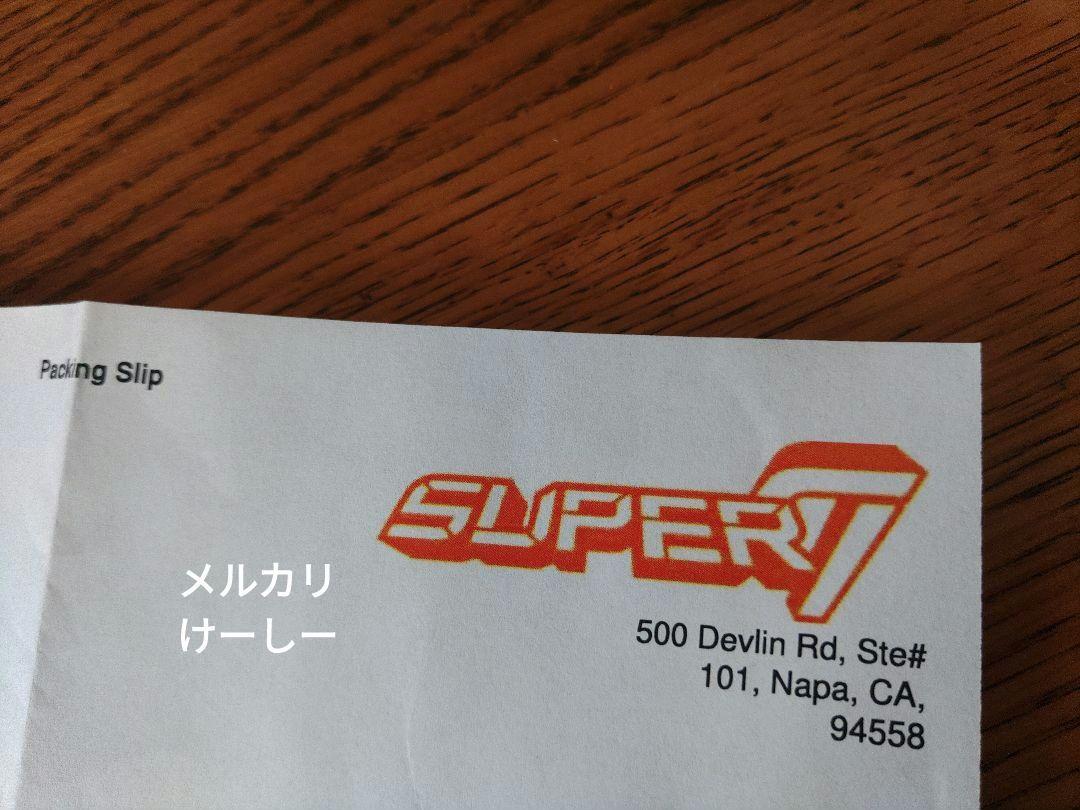 Packing Slip
SUPER7
メルカリ
けーしー
500 Devlin Rd, Ste#
101, Napa, CA,
94558